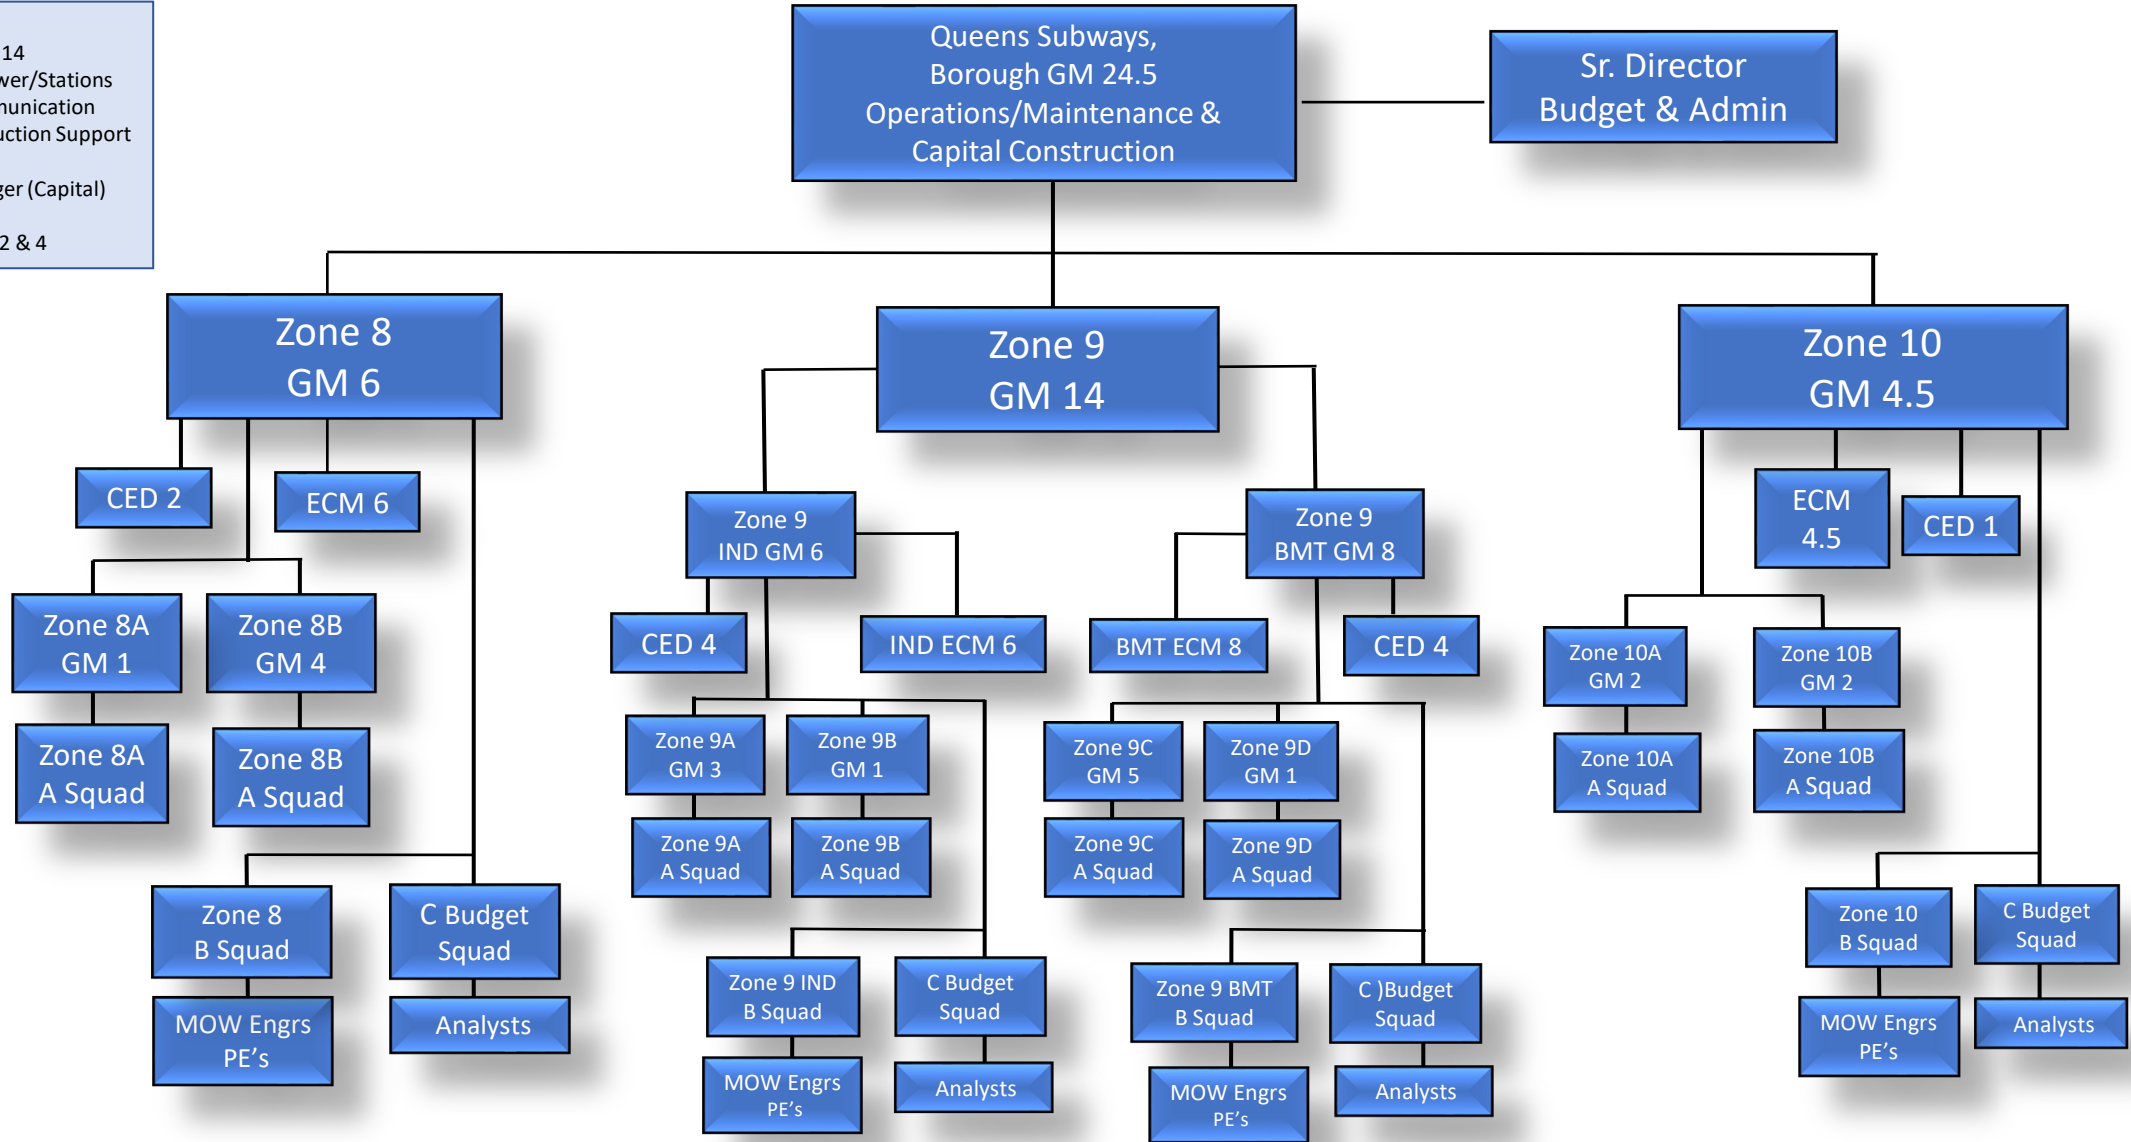 14
wer/Stations
munication
uction Support
ger (Capital)
2 & 4
Queens Subways,
Borough GM 24.5
Operations/Maintenance &
Capital Construction
Sr. Director
Budget & Admin
Zone 8
GM 6
Zone 9
GM 14
Zone 10
GM 4.5
CED 2
ECM 6
Zone 9
IND GM 6
Zone 9
BMT GM 8
ECM
4.5
CED 1
Zone 8A
GM 1
Zone 8B
GM 4
CED 4
IND ECM 6
BMT ECM 8
CED 4
Zone 10A
GM 2
Zone 10B
GM 2
Zone 8A
A Squad
Zone 8B
A Squad
Zone 9A
GM 3
Zone 9B
GM 1
Zone 9C
GM 5
Zone 9D
GM 1
Zone 10A
A Squad
Zone 10B
A Squad
Zone 9A
A Squad
Zone 9B
A Squad
Zone 9C
A Squad
Zone 9D
A Squad
Zone 8
B Squad
C Budget
Squad
Zone 10
B Squad
C Budget
Squad
Zone 9 IND
B Squad
C Budget
Squad
Zone 9 BMT
B Squad
C )Budget
Squad
MOW Engrs
PE's
Analysts
MOW Engrs
PE's
Analysts
MOW Engrs
PE's
Analysts
MOW Engrs
PE's
Analysts